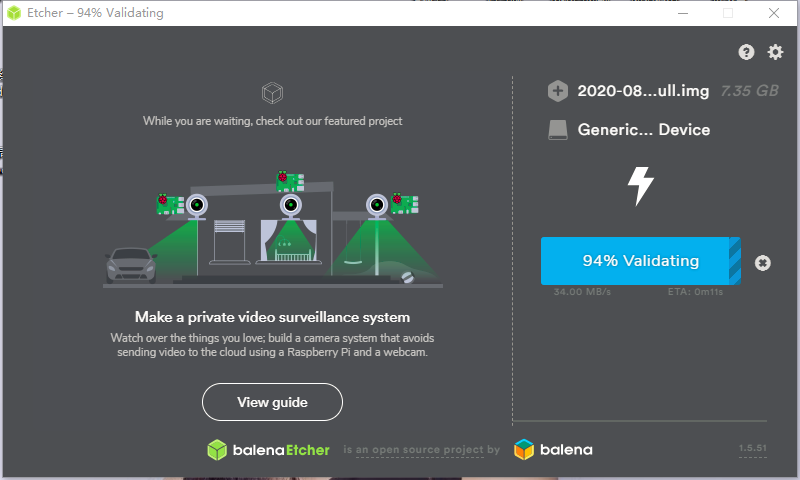 Etcher – 94% Validating
While you are waiting, check out our featured project
Make a private video surveillance system
Watch over the things you love; build a camera system that avoids
sending video to the cloud using a Raspberry Pi and a webcam.
View guide
2020-08...ull.img 7.35 GB
Generic... Device
94% Validating
34.00 MB/s ETA: 0m11s
balenaEtcher is an open source project by balena
1.5.51